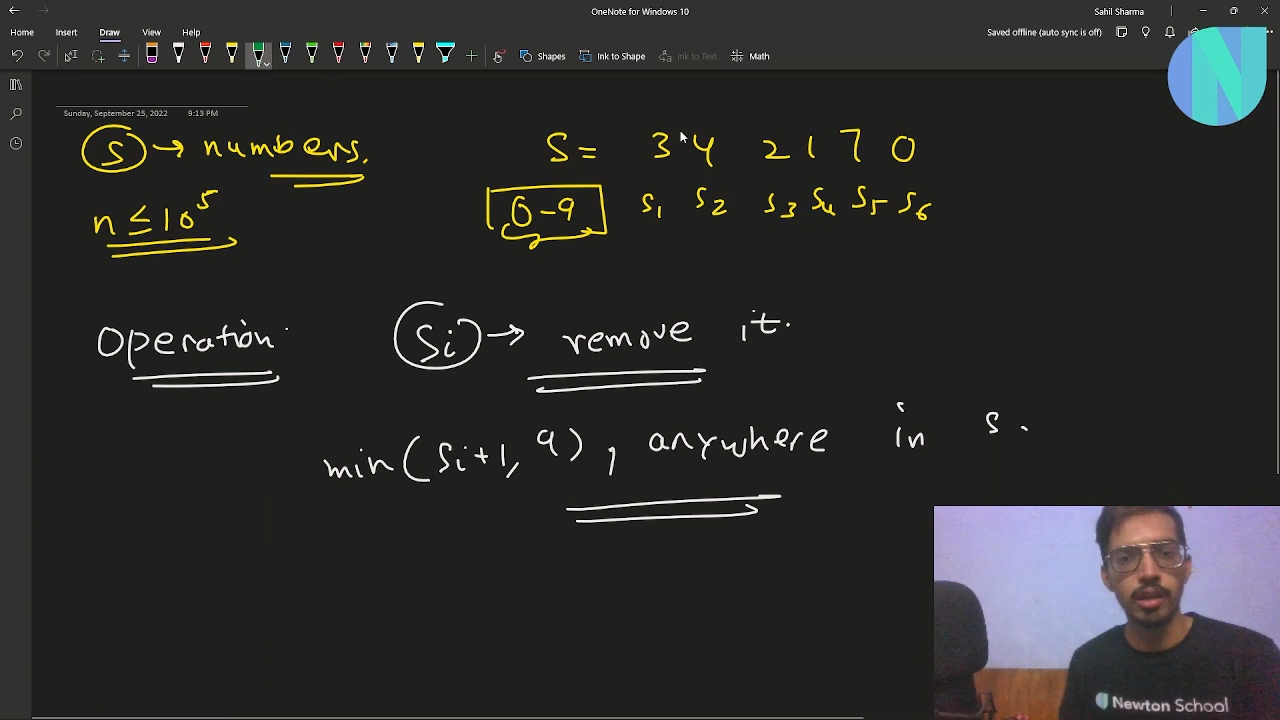 OneNote for Windows 10
Sahil Sharma
Home Insert Draw View Help
Saved offline (auto sync is off)
Shapes Ink to Shape Ink to Text Math
Sunday, September 25, 2022 9:13 PM
S → numbers.
S = 3 4 2 1 7 0
0-9 S1 S2 S3 S4 S5 S6
n ≤ 10^5
Operation.
Si → remove it.
min(Si+1, 9), anywhere in s.
Newton School